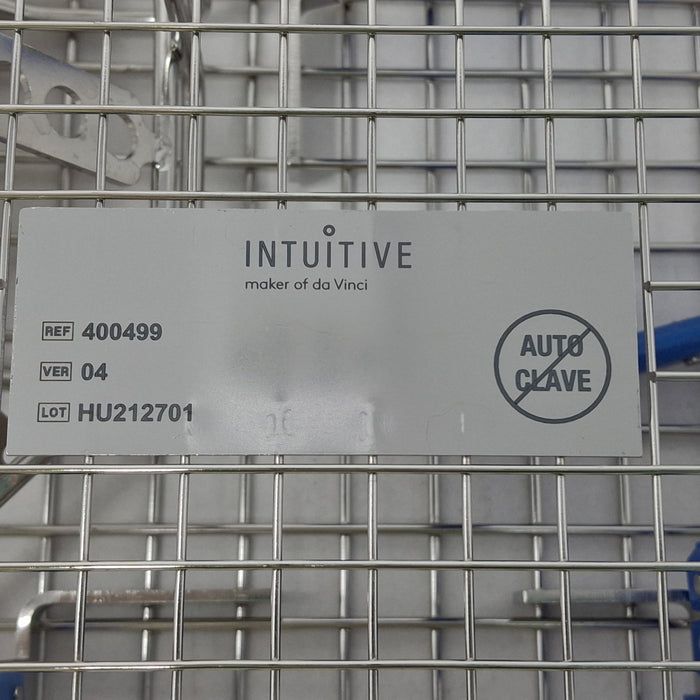 INTUITIVE
maker of da Vinci
REF 400499
VER 04
LOT HU212701
AUTO
CLAVE